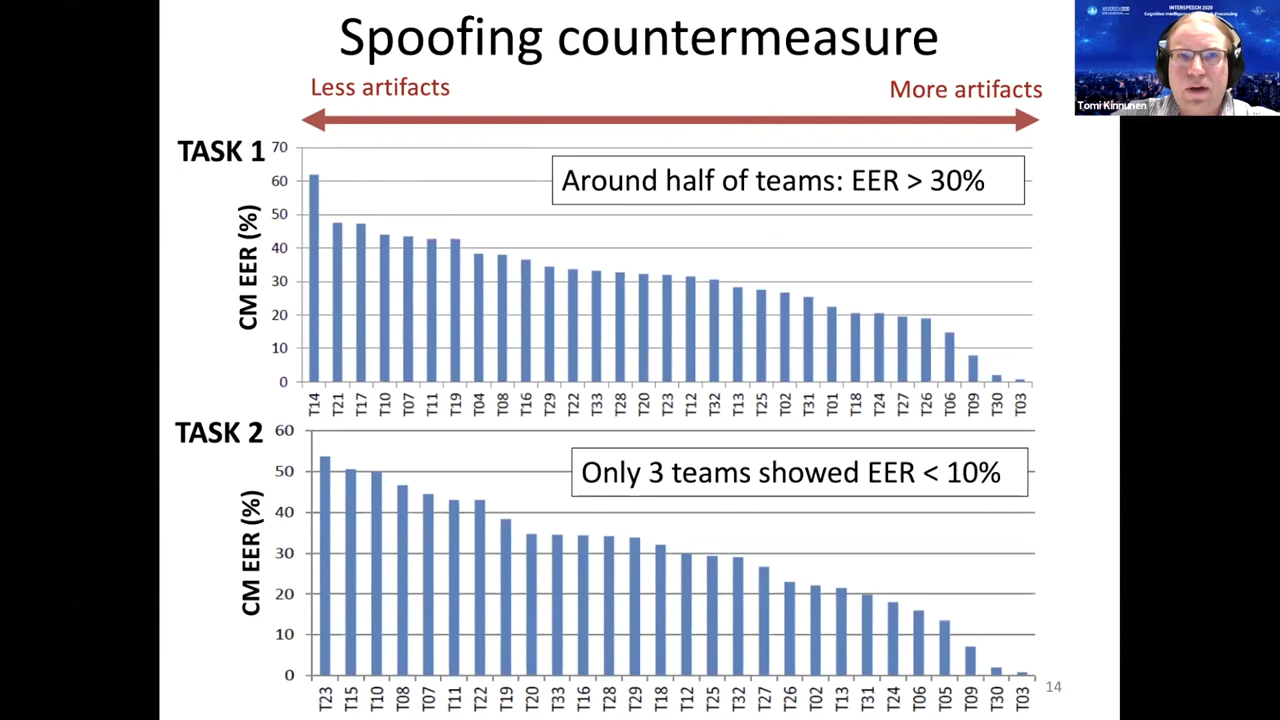 Spoofing countermeasure
INTERSPEECH 2020
Tomi Kinnunen
Less artifacts
More artifacts
TASK 1
CM EER (%)
70
60
50
40
30
20
10
0
Around half of teams: EER > 30%
T14 T21 T17 T10 T07 T11 T19 T04 T08 T16 T29 T22 T33 T28 T20 T23 T12 T32 T13 T25 T02 T31 T01 T18 T24 T27 T26 T06 T09 T30 T03
TASK 2
CM EER (%)
60
50
40
30
20
10
0
Only 3 teams showed EER < 10%
T23 T15 T10 T08 T07 T11 T22 T19 T20 T33 T16 T28 T29 T18 T12 T25 T32 T27 T26 T02 T13 T31 T24 T06 T05 T09 T30 T03
14